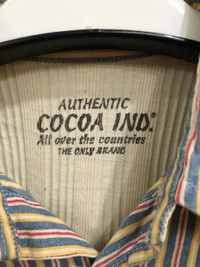 AUTHENTIC
COCOA IND.
All over the countries
THE ONLY BRAND